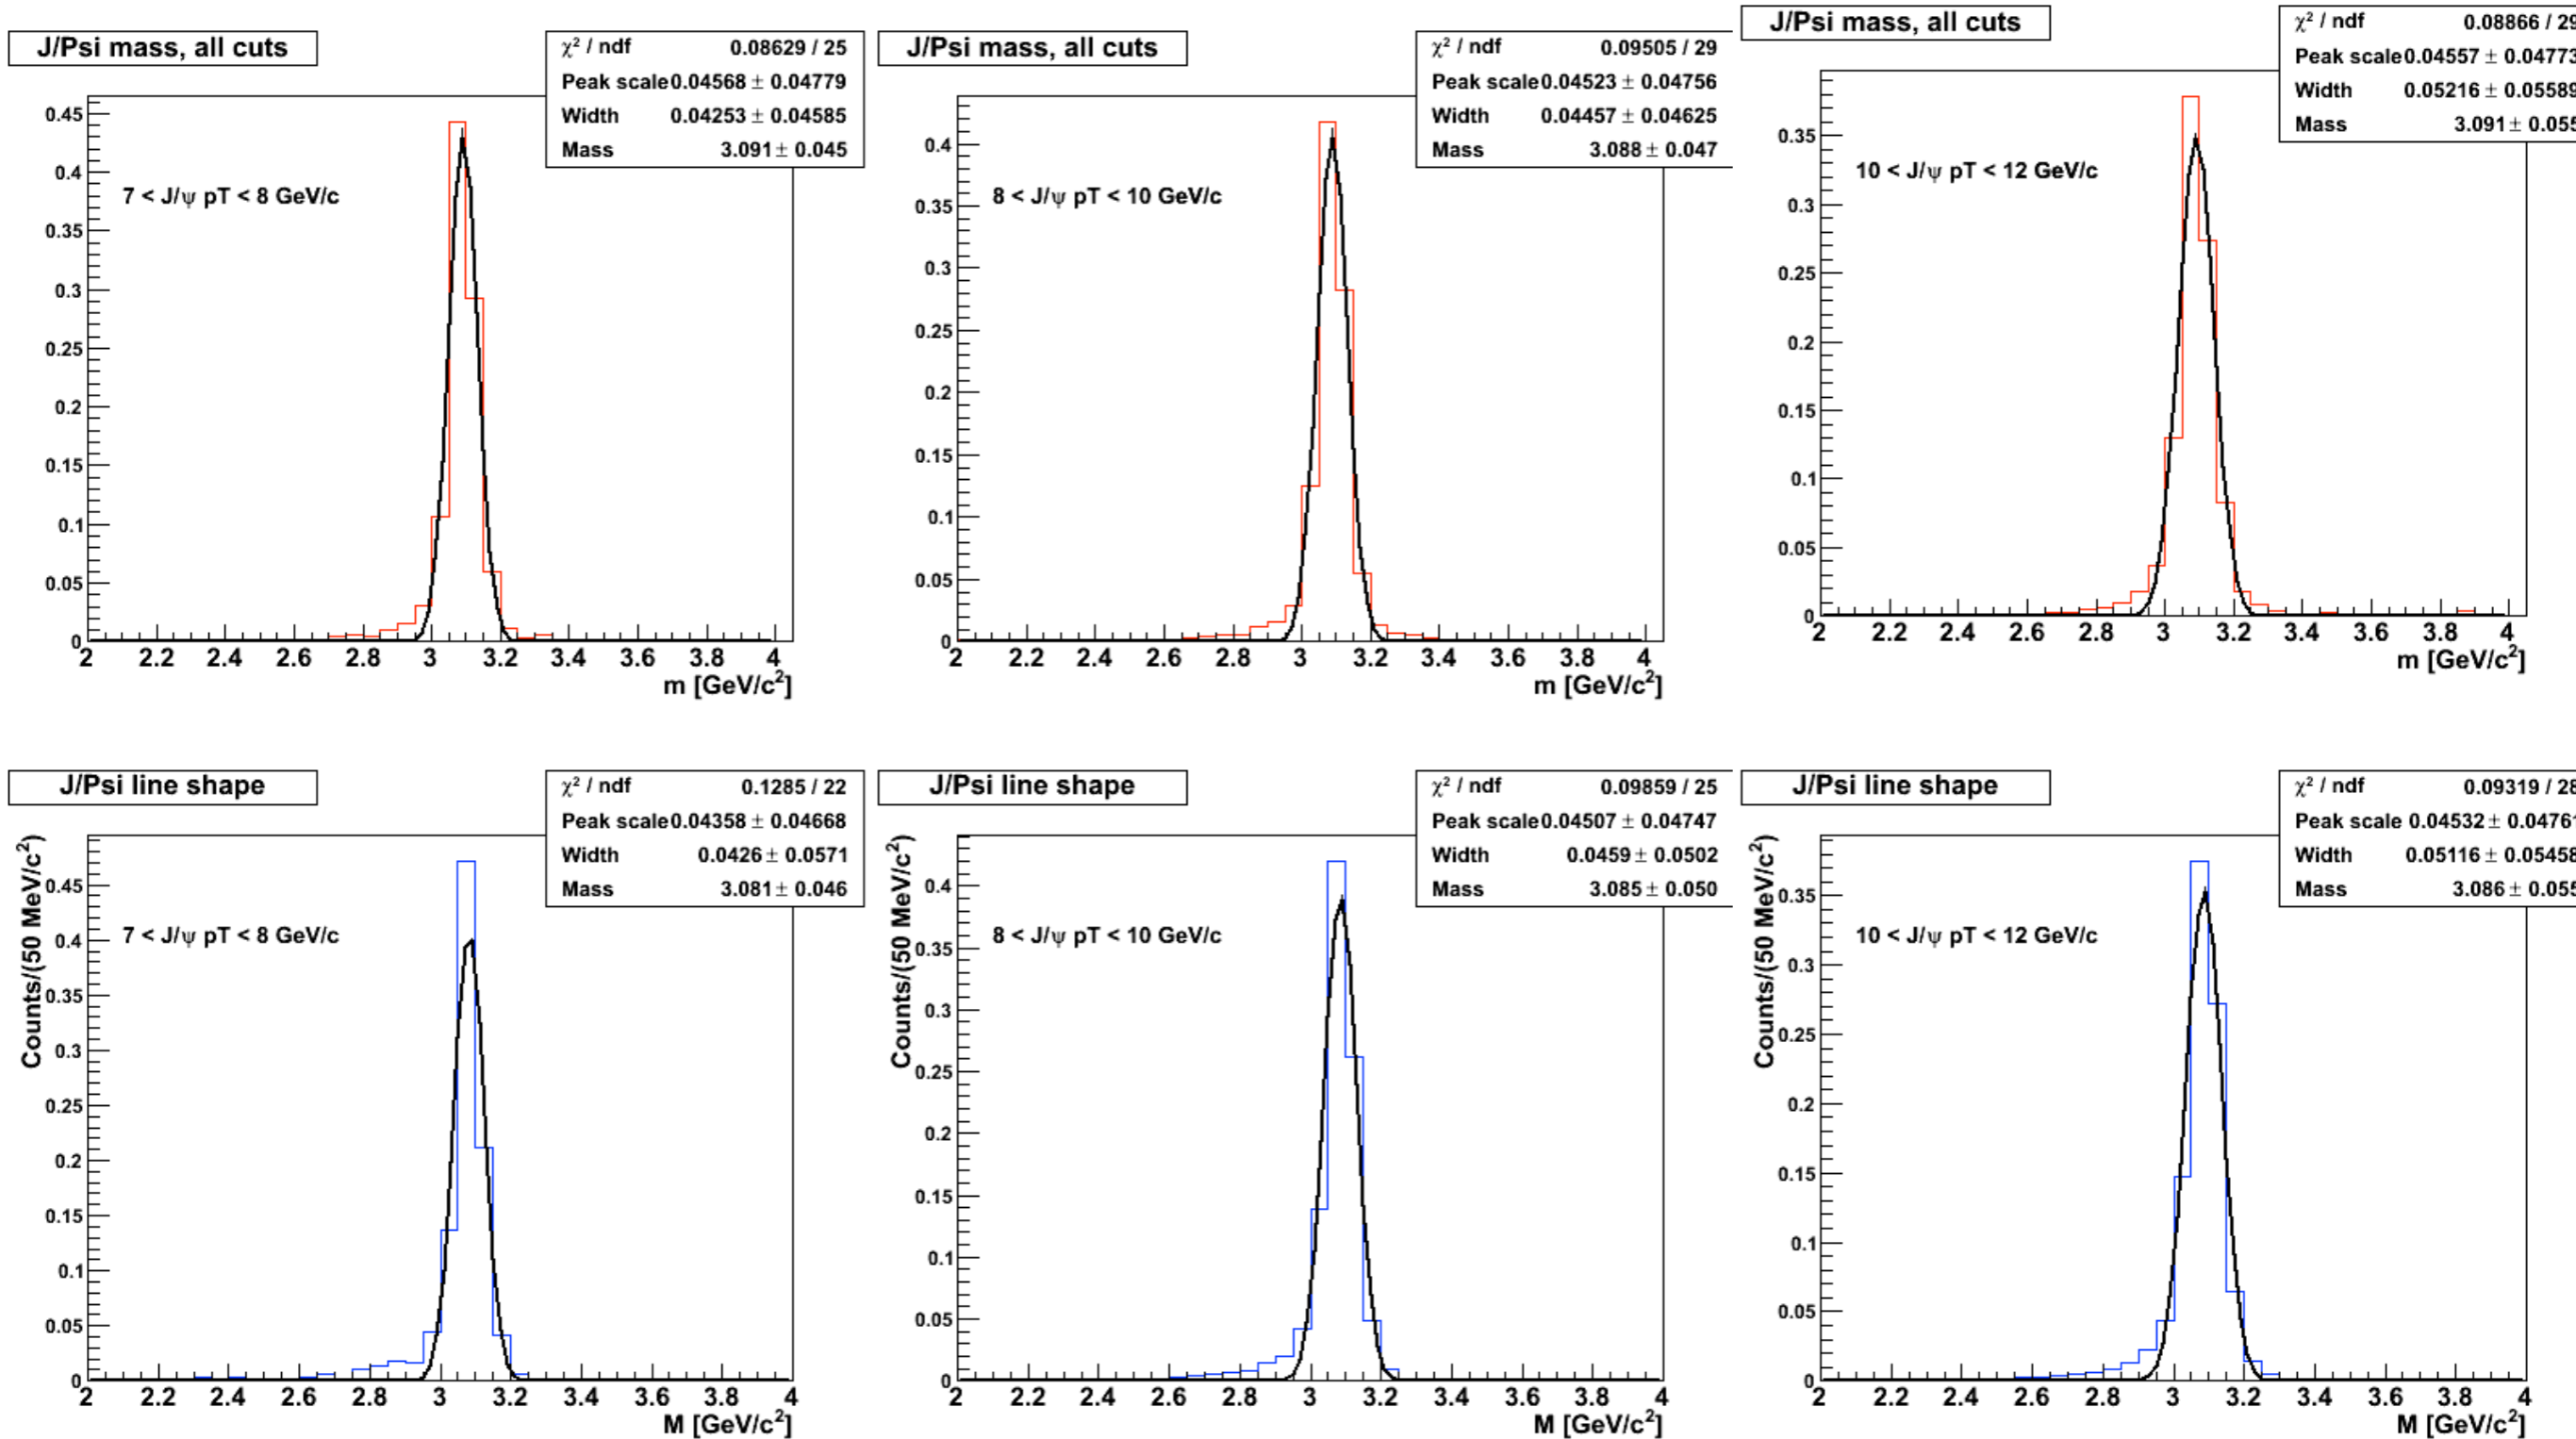 J/Psi mass, all cuts
χ² / ndf 0.08629 / 25
Peak scale 0.04568 ± 0.04779
Width 0.04253 ± 0.04585
Mass 3.091 ± 0.045
7 < J/ψ pT < 8 GeV/c
0.45
0.4
0.35
0.3
0.25
0.2
0.15
0.1
0.05
0
2 2.2 2.4 2.6 2.8 3 3.2 3.4 3.6 3.8 4
m [GeV/c²]
J/Psi mass, all cuts
χ² / ndf 0.09505 / 29
Peak scale 0.04523 ± 0.04756
Width 0.04457 ± 0.04625
Mass 3.088 ± 0.047
8 < J/ψ pT < 10 GeV/c
0.4
0.35
0.3
0.25
0.2
0.15
0.1
0.05
0
2 2.2 2.4 2.6 2.8 3 3.2 3.4 3.6 3.8 4
m [GeV/c²]
J/Psi mass, all cuts
χ² / ndf 0.08866 / 29
Peak scale 0.04557 ± 0.04773
Width 0.05216 ± 0.05589
Mass 3.091 ± 0.055
10 < J/ψ pT < 12 GeV/c
0.35
0.3
0.25
0.2
0.15
0.1
0.05
0
2 2.2 2.4 2.6 2.8 3 3.2 3.4 3.6 3.8 4
m [GeV/c²]
J/Psi line shape
χ² / ndf 0.1285 / 22
Peak scale 0.04358 ± 0.04668
Width 0.0426 ± 0.0571
Mass 3.081 ± 0.046
Counts/(50 MeV/c²)
7 < J/ψ pT < 8 GeV/c
0.45
0.4
0.35
0.3
0.25
0.2
0.15
0.1
0.05
0
2 2.2 2.4 2.6 2.8 3 3.2 3.4 3.6 3.8 4
M [GeV/c²]
J/Psi line shape
χ² / ndf 0.09859 / 25
Peak scale 0.04507 ± 0.04747
Width 0.0459 ± 0.0502
Mass 3.085 ± 0.050
Counts/(50 MeV/c²)
8 < J/ψ pT < 10 GeV/c
0.4
0.35
0.3
0.25
0.2
0.15
0.1
0.05
0
2 2.2 2.4 2.6 2.8 3 3.2 3.4 3.6 3.8 4
M [GeV/c²]
J/Psi line shape
χ² / ndf 0.09319 / 28
Peak scale 0.04532 ± 0.04761
Width 0.05116 ± 0.05458
Mass 3.086 ± 0.055
Counts/(50 MeV/c²)
10 < J/ψ pT < 12 GeV/c
0.35
0.3
0.25
0.2
0.15
0.1
0.05
0
2 2.2 2.4 2.6 2.8 3 3.2 3.4 3.6 3.8 4
M [GeV/c²]